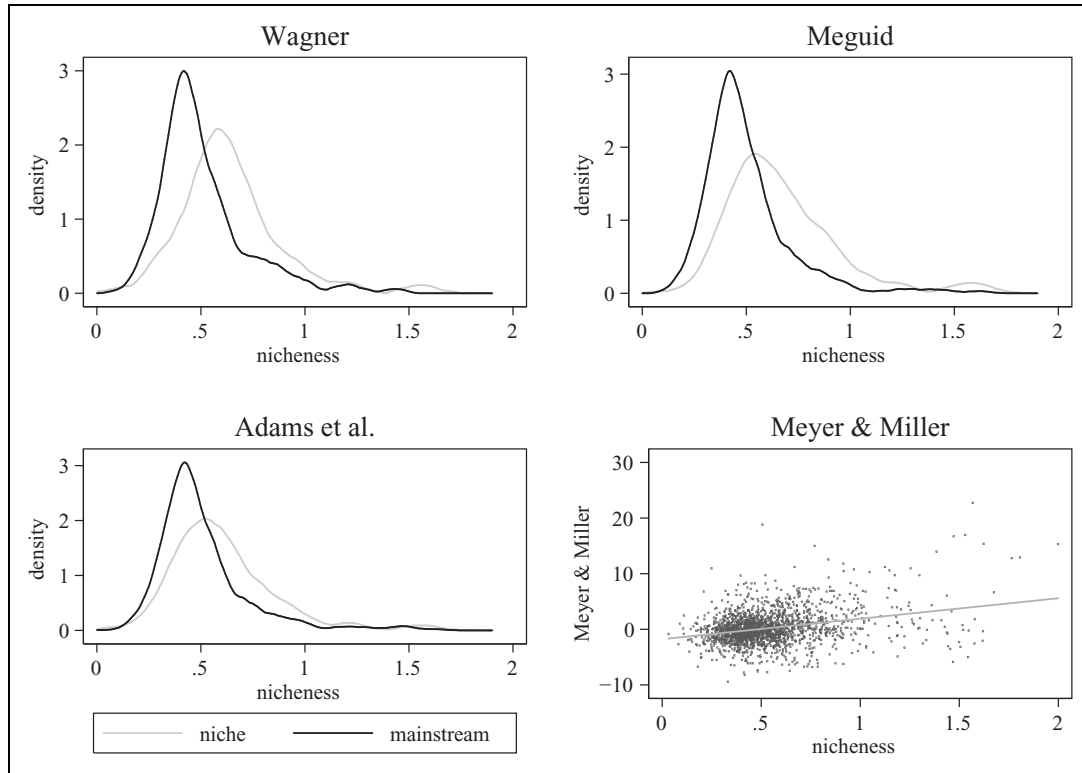 Wagner
3
2
1
0
density
0 .5 1 1.5 2
nicheness
Meguid
3
2
1
0
density
0 .5 1 1.5 2
nicheness
Adams et al.
3
2
1
0
density
0 .5 1 1.5 2
nicheness
niche mainstream
Meyer & Miller
30
20
10
0
−10
Meyer & Miller
0 .5 1 1.5 2
nicheness